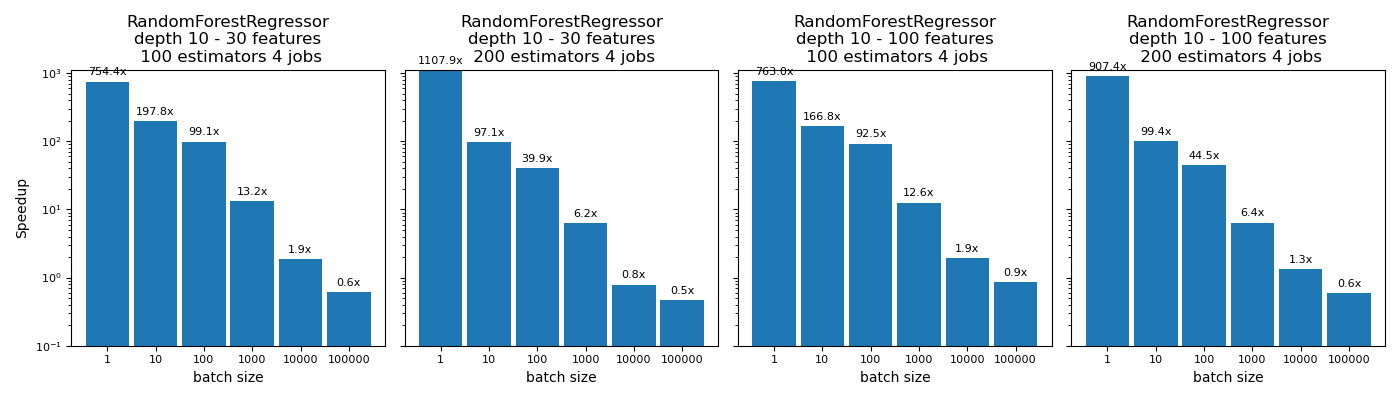 RandomForestRegressor
depth 10 - 30 features
100 estimators 4 jobs
RandomForestRegressor
depth 10 - 30 features
200 estimators 4 jobs
RandomForestRegressor
depth 10 - 100 features
100 estimators 4 jobs
RandomForestRegressor
depth 10 - 100 features
200 estimators 4 jobs
Speedup
10³
10²
10¹
10⁰
10⁻¹
754.4x
197.8x
99.1x
13.2x
1.9x
0.6x
1 10 100 1000 10000 100000
batch size
1107.9x
97.1x
39.9x
6.2x
0.8x
0.5x
1 10 100 1000 10000 100000
batch size
763.0x
166.8x
92.5x
12.6x
1.9x
0.9x
1 10 100 1000 10000 100000
batch size
907.4x
99.4x
44.5x
6.4x
1.3x
0.6x
1 10 100 1000 10000 100000
batch size